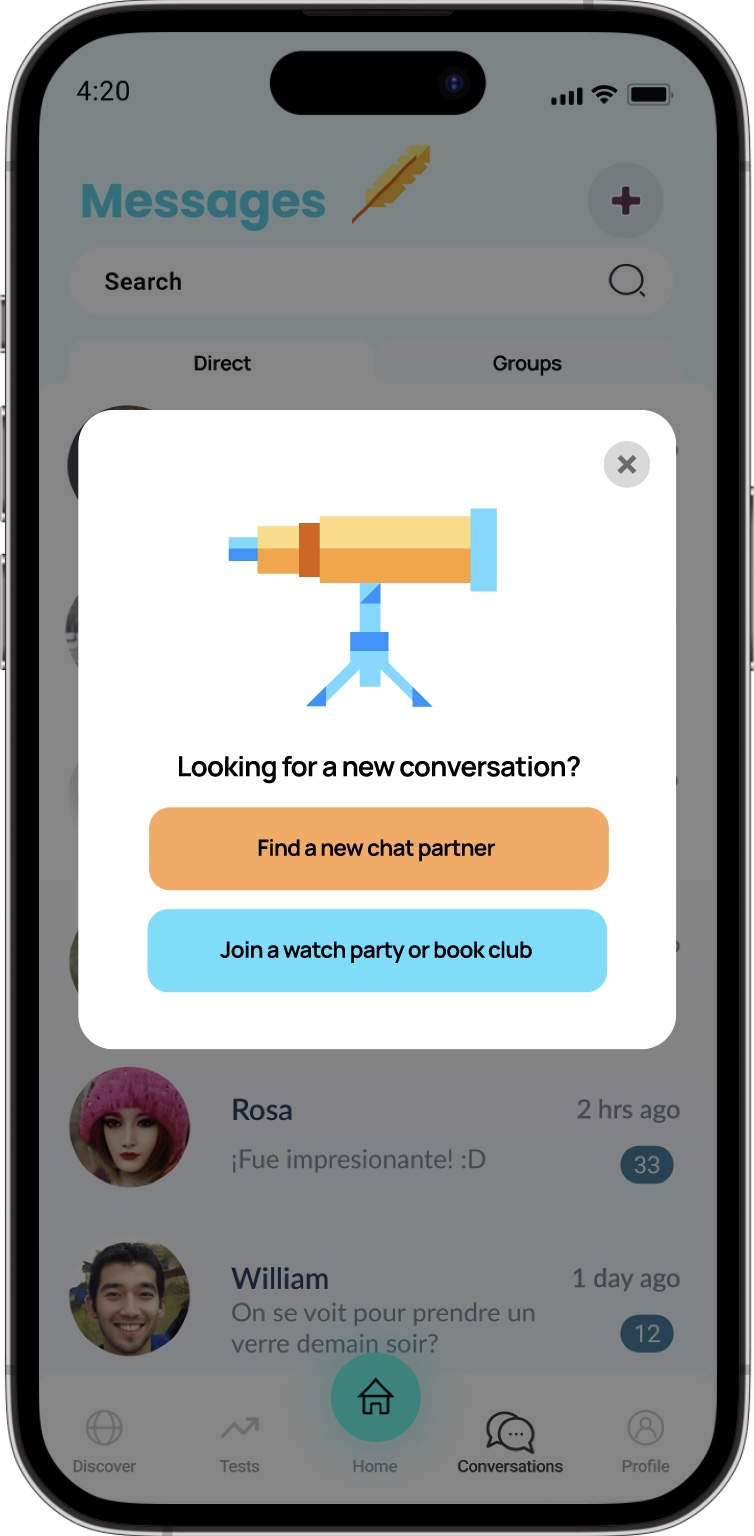 4:20
Messages
Search
Direct
Groups
Looking for a new conversation?
Find a new chat partner
Join a watch party or book club
Rosa
2 hrs ago
¡Fue impresionante! :D
33
William
1 day ago
On se voit pour prendre un
verre demain soir?
12
Discover
Tests
Home
Conversations
Profile